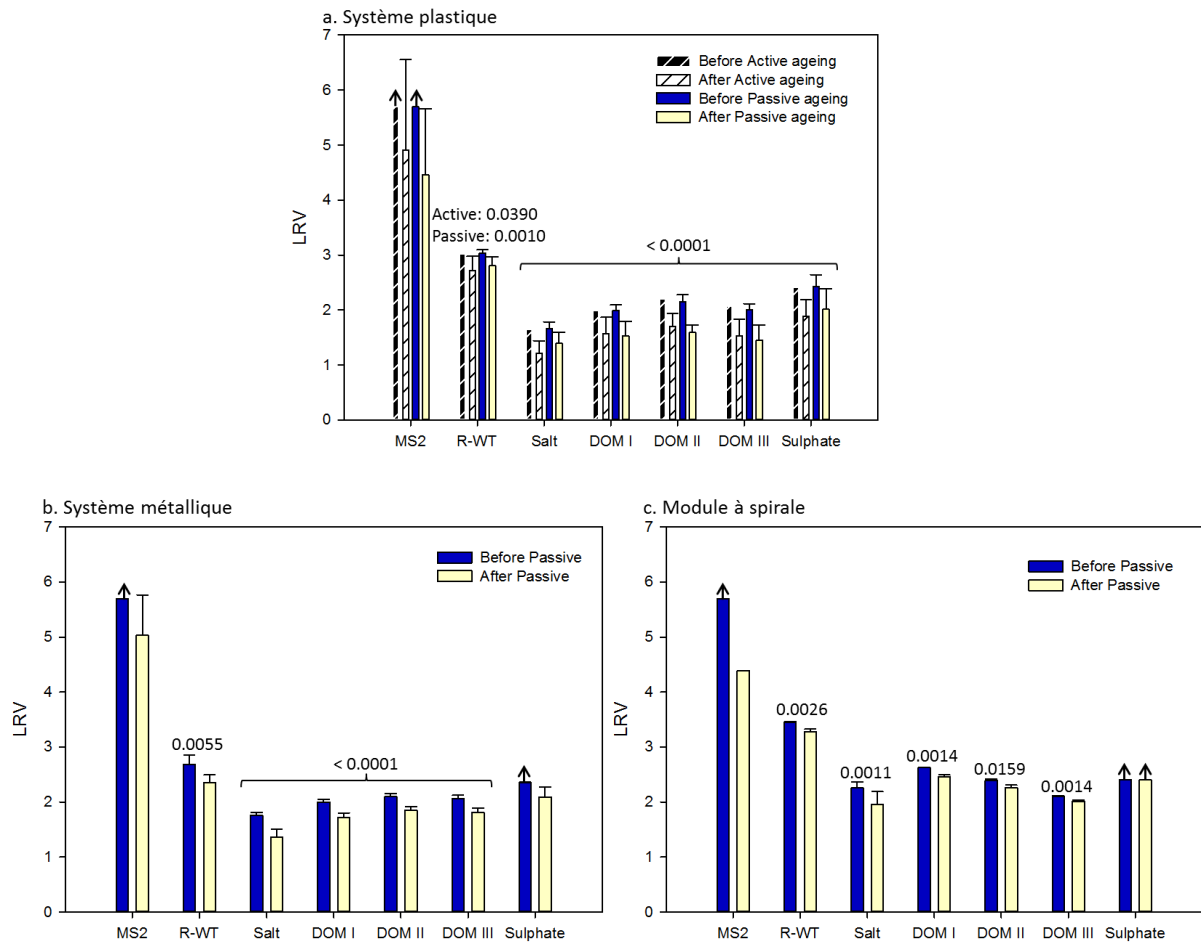 a. Système plastique
7
6
5
4
3
2
1
0
LRV
Before Active ageing
After Active ageing
Before Passive ageing
After Passive ageing
Active: 0.0390
Passive: 0.0010
< 0.0001
MS2 R-WT Salt DOM I DOM II DOM III Sulphate
b. Système métallique
7
6
5
4
3
2
1
0
LRV
Before Passive
After Passive
0.0055
< 0.0001
MS2 R-WT Salt DOM I DOM II DOM III Sulphate
c. Module à spirale
7
6
5
4
3
2
1
0
LRV
Before Passive
After Passive
0.0026
0.0011
0.0014
0.0159
0.0014
MS2 R-WT Salt DOM I DOM II DOM III Sulphate